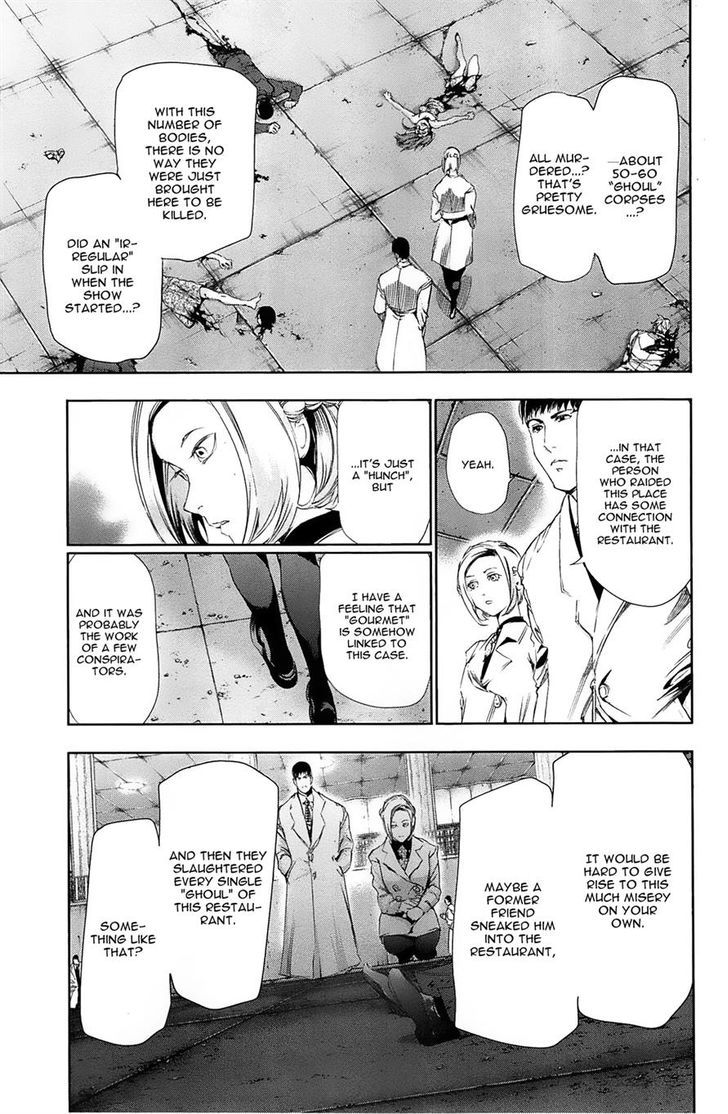 —ABOUT
50-60
"GHOUL"
CORPSES
...?
ALL MUR-
DERED...?
THAT'S
PRETTY
GRUESOME.
WITH THIS
NUMBER OF
BODIES,
THERE IS
NO WAY
THEY
WERE JUST
BROUGHT
HERE TO
BE KILLED.
DID AN "IR-
REGULAR"
SLIP IN
WHEN THE
SHOW
STARTED...?
...IN THAT
CASE, THE
PERSON
WHO RAIDED
THIS PLACE
HAS SOME
CONNECTION
WITH THE
RESTAURANT.
YEAH.
...IT'S JUST
A "HUNCH",
BUT
I HAVE A
FEELING THAT
"GOURMET"
IS SOMEHOW
LINKED TO
THIS CASE.
AND IT WAS
PROBABLY
THE WORK
OF A FEW
CONSPIRA-
TORS.
IT WOULD
BE HARD TO GIVE
RISE TO THIS
MUCH MISERY
ON YOUR
OWN.
MAYBE A
FORMER
FRIEND
SNEAKED HIM
INTO THE
RESTAURANT,
AND THEN THEY
SLAUGHTERED
EVERY SINGLE
"GHOUL" OF
THIS RESTAU-
RANT.
SOME-
THING LIKE
THAT?